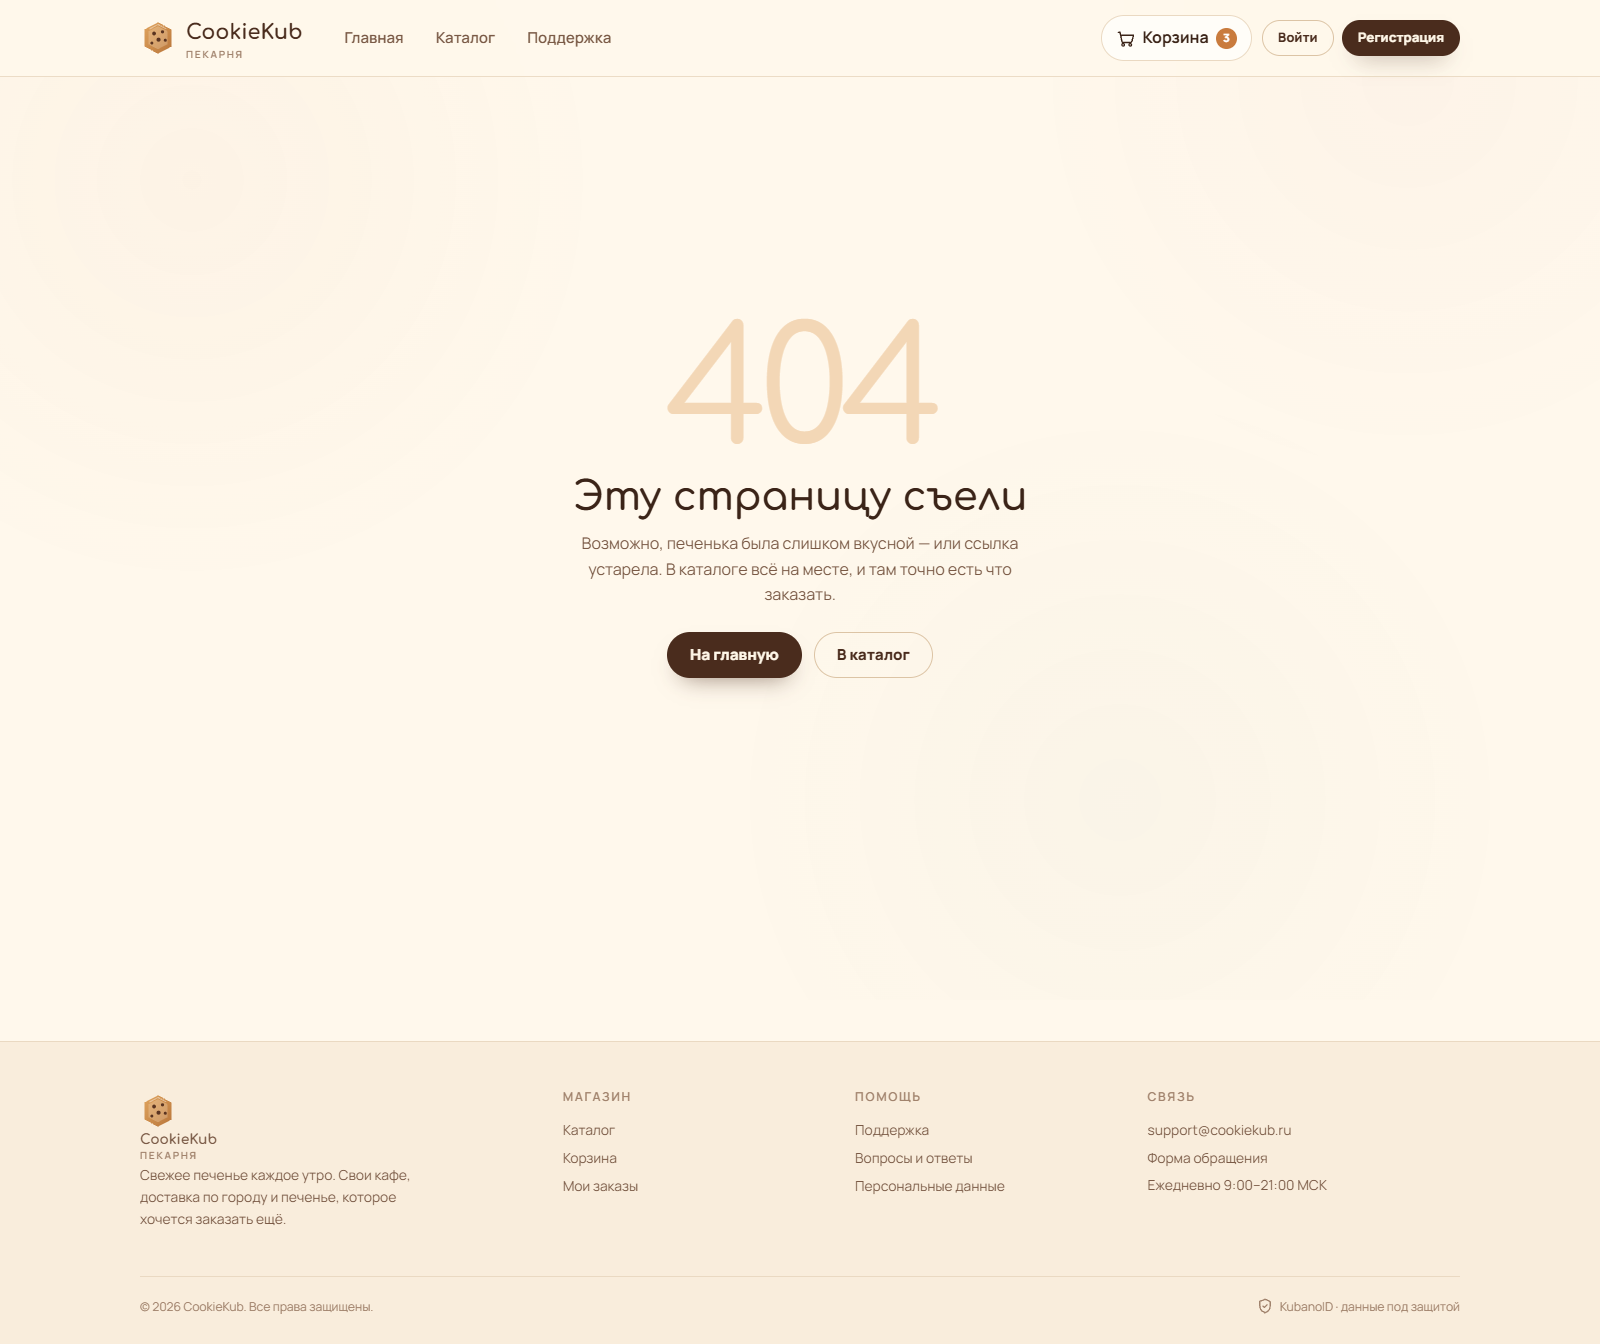 CookieKub
ПЕКАРНЯ
Главная
Каталог
Поддержка
Корзина 3
Войти
Регистрация
404
Эту страницу съели
Возможно, печенька была слишком вкусной — или ссылка
устарела. В каталоге всё на месте, и там точно есть что
заказать.
На главную
В каталог
CookieKub
ПЕКАРНЯ
Свежее печенье каждое утро. Свои кафе,
доставка по городу и печенье, которое
хочется заказать ещё.
МАГАЗИН
Каталог
Корзина
Мои заказы
ПОМОЩЬ
Поддержка
Вопросы и ответы
Персональные данные
СВЯЗЬ
support@cookiekub.ru
Форма обращения
Ежедневно 9:00–21:00 МСК
© 2026 CookieKub. Все права защищены.
KubanoID · данные под защитой